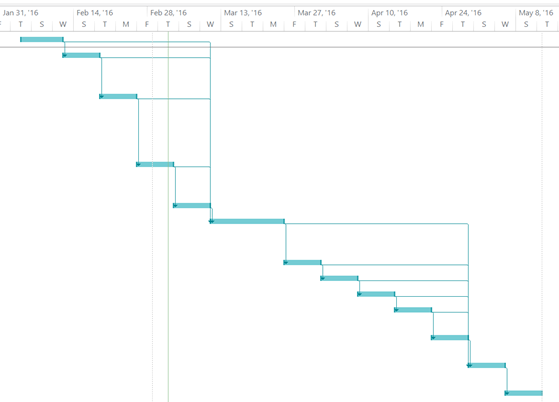 Jan 31, '16 Feb 14, '16 Feb 28, '16 Mar 13, '16 Mar 27, '16 Apr 10, '16 Apr 24, '16 May 8, '16
F T S W T M F T S W S T M F T S W S T M F T S W S T